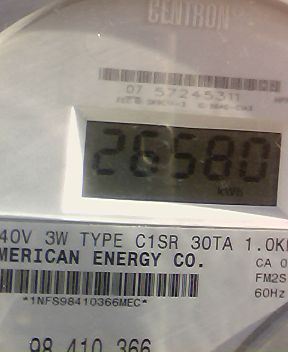 CENTRON
07 57245311
26580
kWh
40V 3W TYPE C1SR 30TA 1.0K
MERICAN ENERGY CO.
CA 0
FM2S
*1NFS98410366MEC*
60Hz
98 410 366